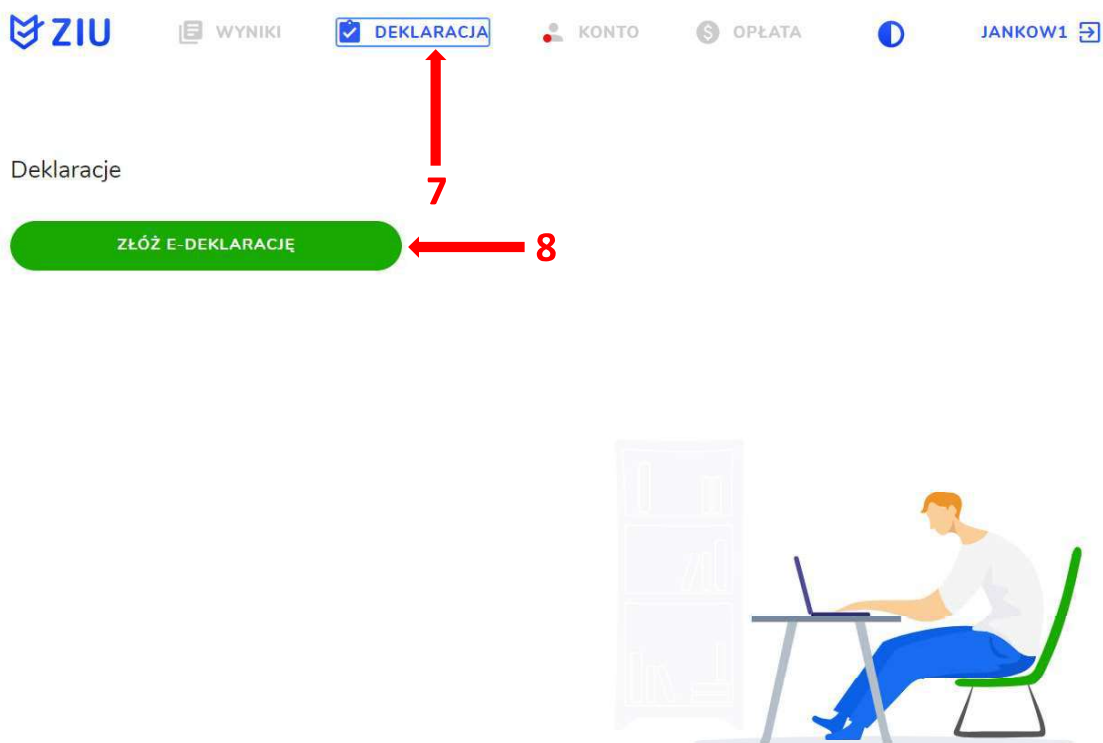 ZIU WYNIKI DEKLARACJA KONTO $ OPŁATA JANKOW1
Deklaracje
7
ZŁÓŻ E-DEKLARACJĘ 8